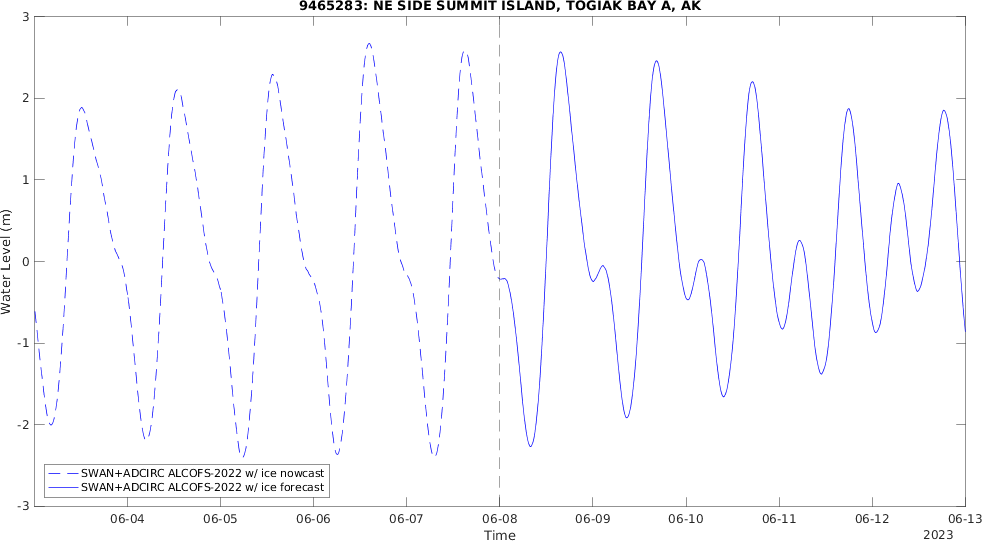 9465283: NE SIDE SUMMIT ISLAND, TOGIAK BAY A, AK
3
2
1
0
-1
-2
-3
Water Level (m)
SWAN+ADCIRC ALCOFS-2022 w/ ice nowcast
SWAN+ADCIRC ALCOFS-2022 w/ ice forecast
06-04 06-05 06-06 06-07 06-08 06-09 06-10 06-11 06-12 06-13
Time
2023